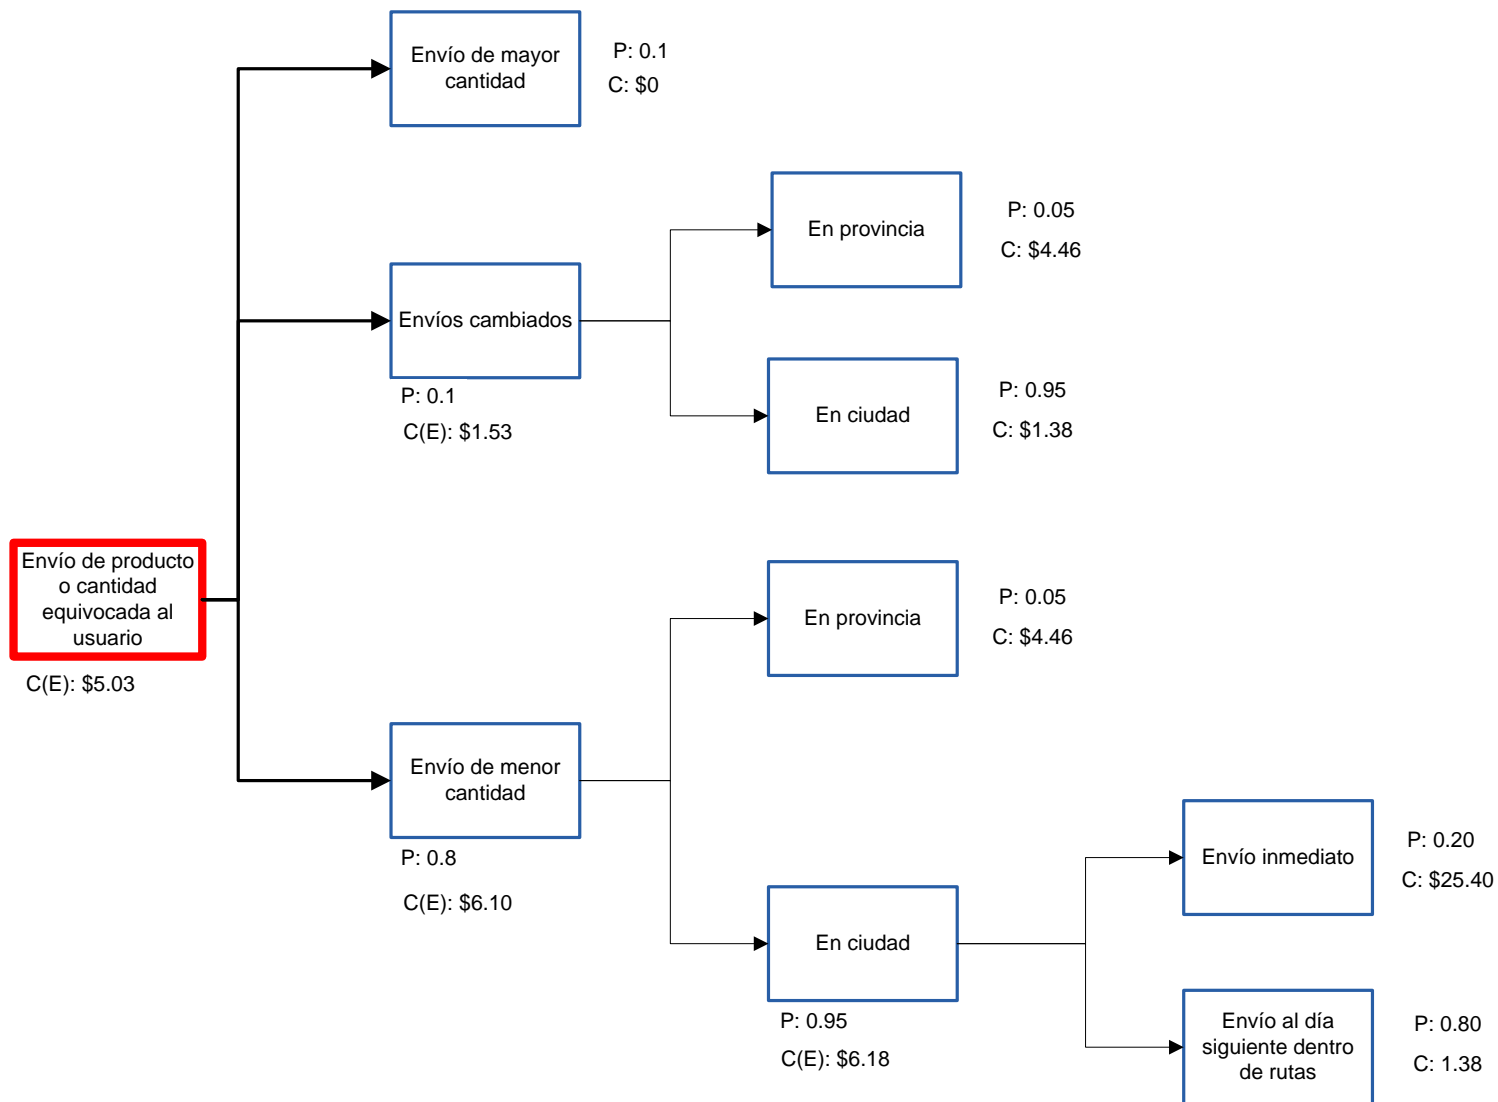 Envío de mayor
cantidad
P: 0.1
C: $0
En provincia
P: 0.05
C: $4.46
Envíos cambiados
P: 0.1
C(E): $1.53
En ciudad
P: 0.95
C: $1.38
Envío de producto
o cantidad
equivocada al
usuario
C(E): $5.03
En provincia
P: 0.05
C: $4.46
Envío de menor
cantidad
P: 0.8
C(E): $6.10
En ciudad
P: 0.95
C(E): $6.18
Envío inmediato
P: 0.20
C: $25.40
Envío al día
siguiente dentro
de rutas
P: 0.80
C: 1.38